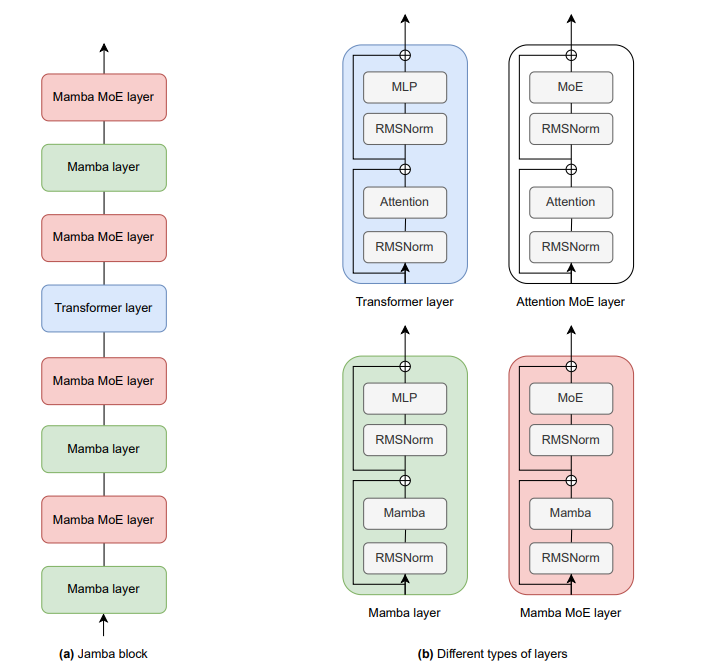 Mamba MoE layer
Mamba layer
Mamba MoE layer
Transformer layer
Mamba MoE layer
Mamba layer
Mamba MoE layer
Mamba layer
(a) Jamba block
MLP
RMSNorm
Attention
RMSNorm
Transformer layer
MoE
RMSNorm
Attention
RMSNorm
Attention MoE layer
MLP
RMSNorm
Mamba
RMSNorm
Mamba layer
MoE
RMSNorm
Mamba
RMSNorm
Mamba MoE layer
(b) Different types of layers